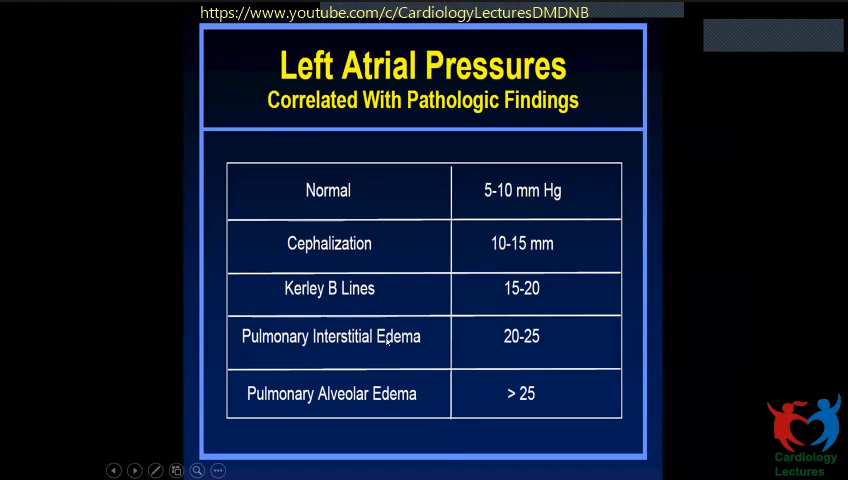 https://www.youtube.com/c/CardiologyLecturesDMDNB
Left Atrial Pressures
Correlated With Pathologic Findings
Normal 5-10 mm Hg
Cephalization 10-15 mm
Kerley B Lines 15-20
Pulmonary Interstitial Edema 20-25
Pulmonary Alveolar Edema > 25
Cardiology
Lectures